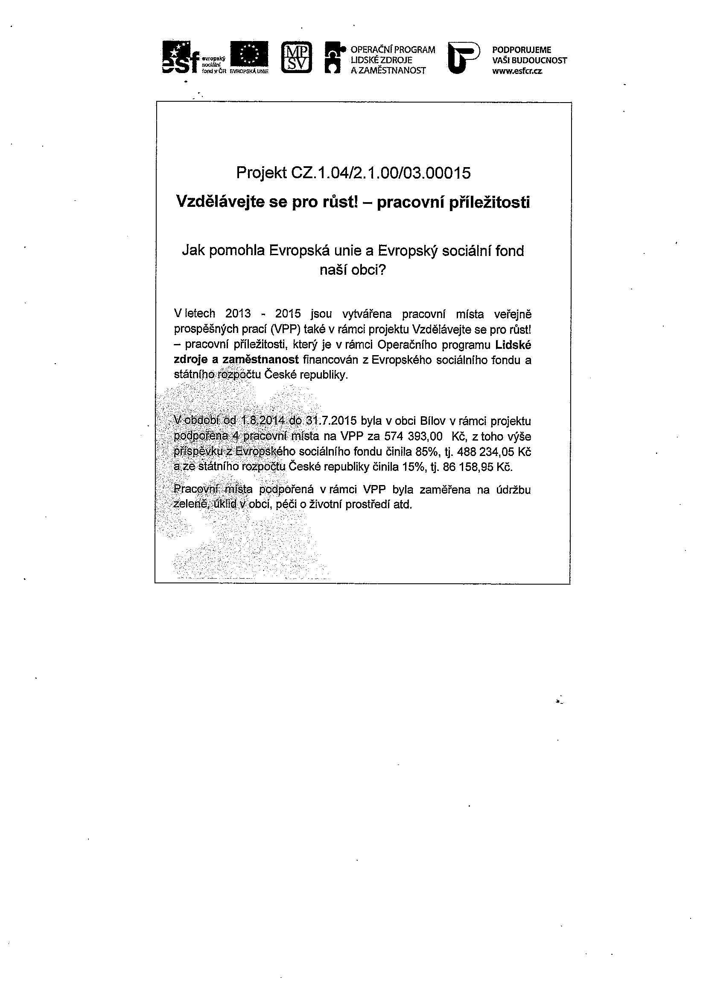 esf evropský sociální fond v ČR EVROPSKÁ UNIE
MP SV
OPERAČNÍ PROGRAM
LIDSKÉ ZDROJE
A ZAMĚSTNANOST
PODPORUJEME
VAŠI BUDOUCNOST
www.esfcr.cz
Projekt CZ.1.04/2.1.00/03.00015
Vzdělávejte se pro růst! – pracovní příležitosti
Jak pomohla Evropská unie a Evropský sociální fond
naší obci?
V letech 2013 - 2015 jsou vytvářena pracovní místa veřejně
prospěšných prací (VPP) také v rámci projektu Vzdělávejte se pro růst!
– pracovní příležitosti, který je v rámci Operačního programu Lidské
zdroje a zaměstnanost financován z Evropského sociálního fondu a
státního rozpočtu České republiky.
V období od 1.8.2014 do 31.7.2015 byla v obci Bílov v rámci projektu
podpořena 4 pracovní místa na VPP za 574 393,00 Kč, z toho výše
příspěvku z Evropského sociálního fondu činila 85%, tj. 488 234,05 Kč
a ze státního rozpočtu České republiky činila 15%, tj. 86 158,95 Kč.
Pracovní místa podpořená v rámci VPP byla zaměřena na údržbu
zeleně, úklid v obci, péči o životní prostředí atd.